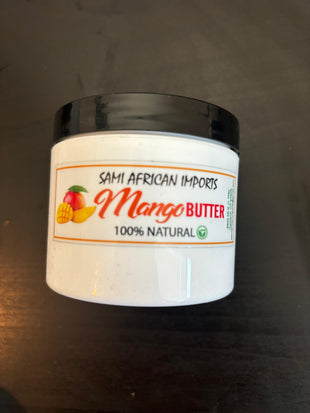 SAMI AFRICAN IMPORTS
Mango BUTTER
100% NATURAL